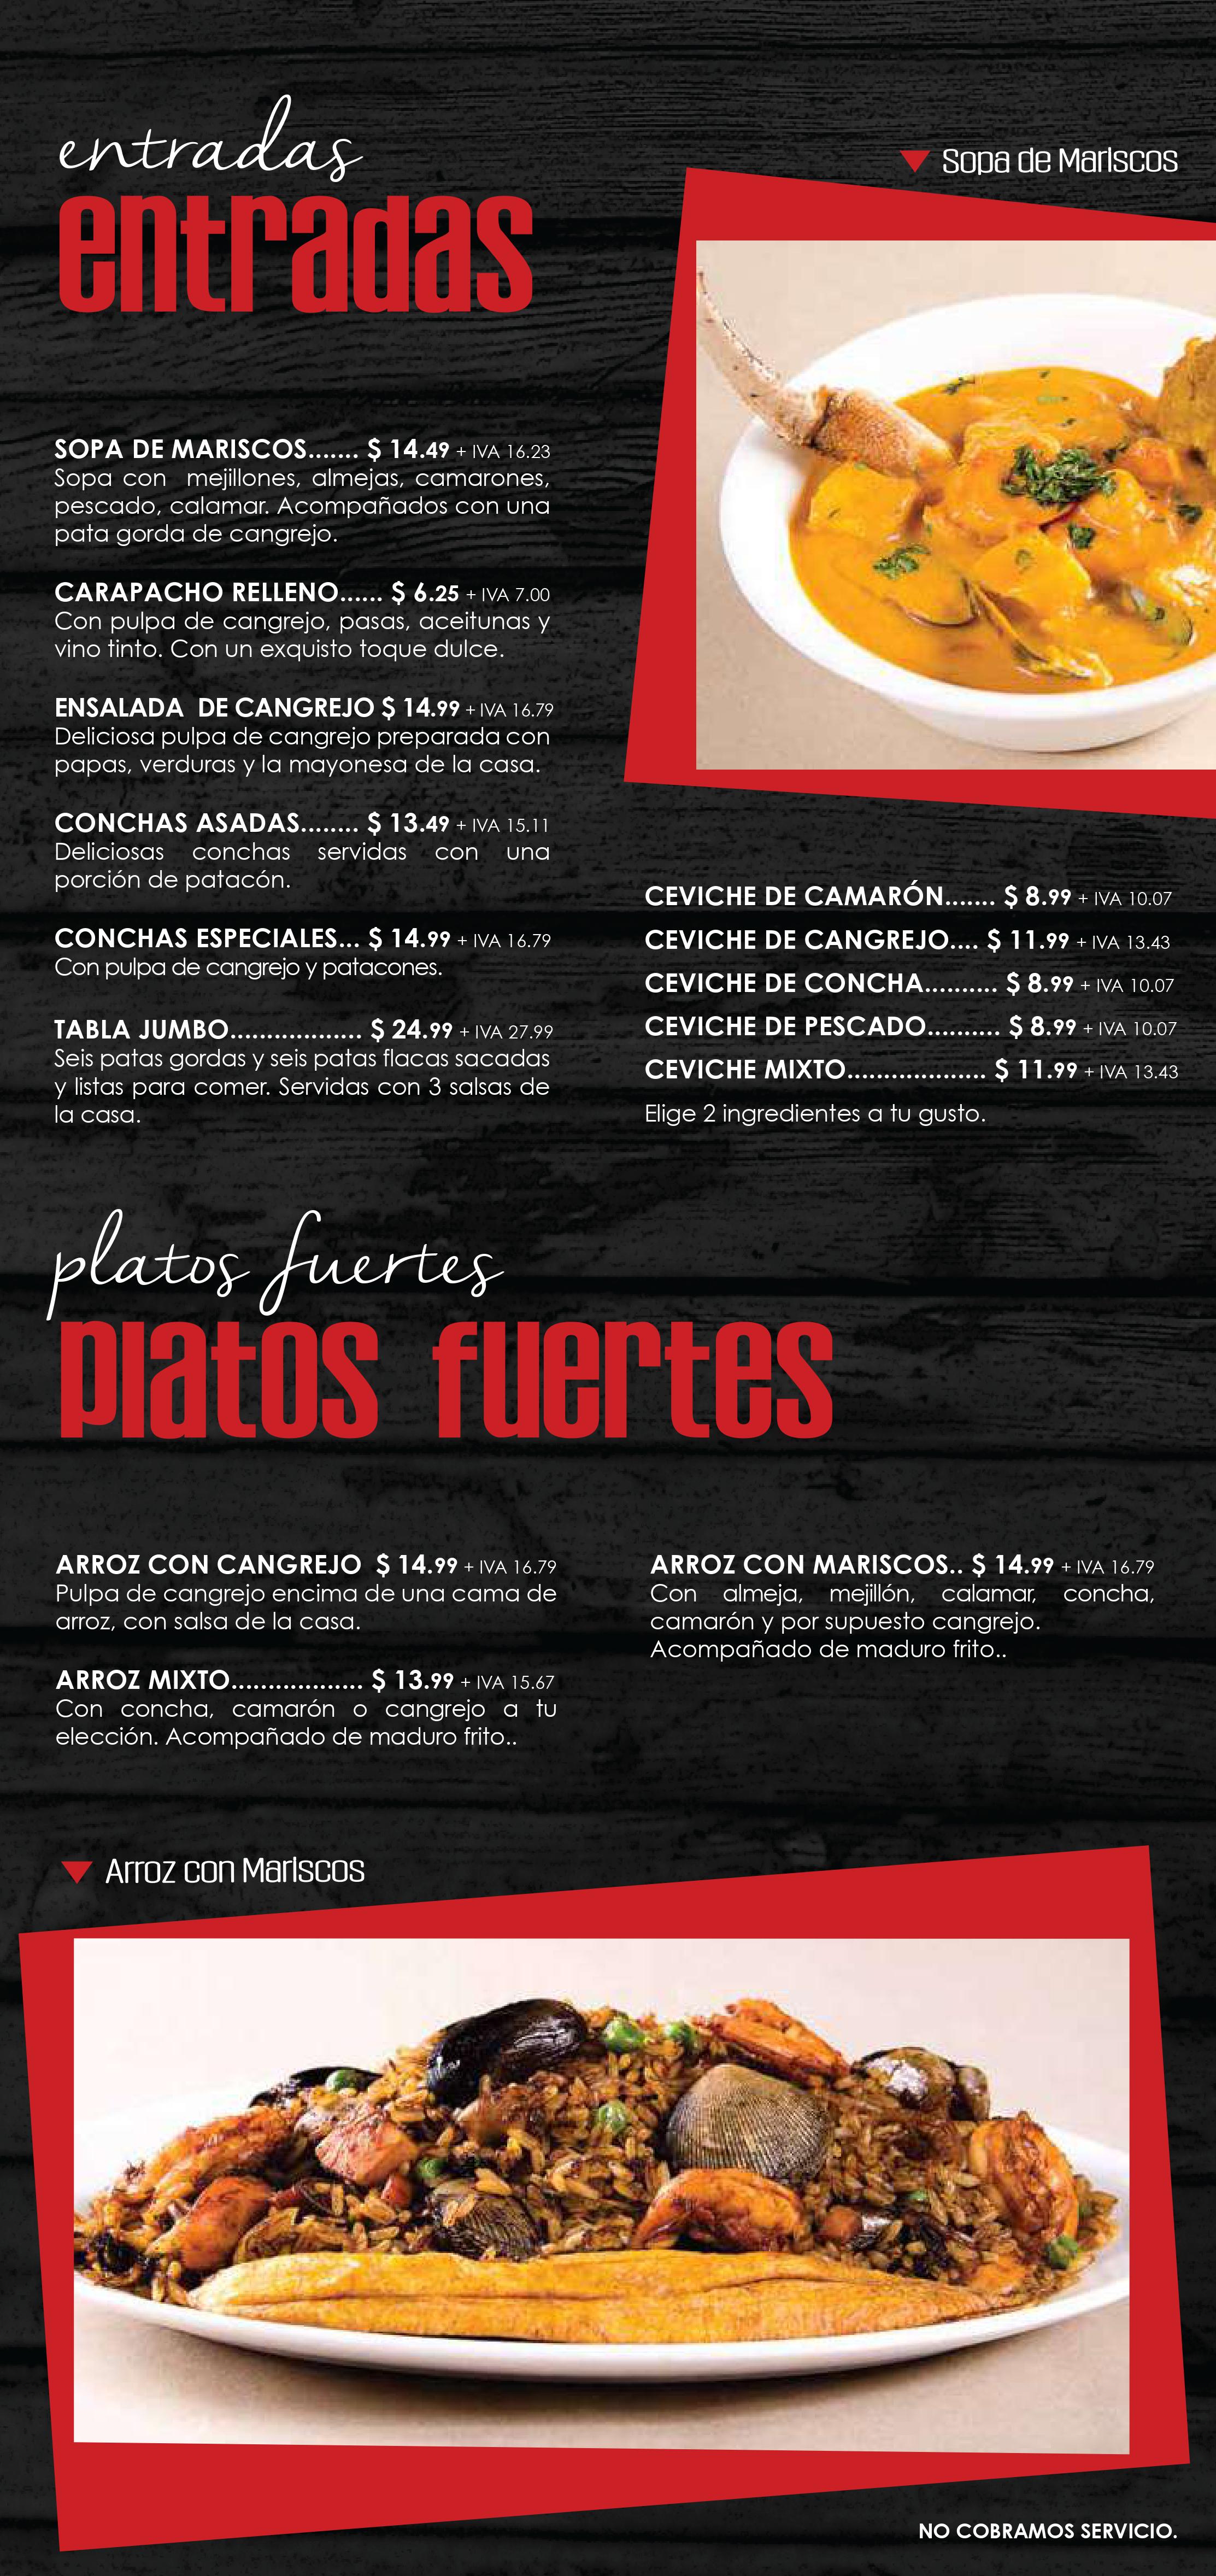 entradas
entradas
Sopa de Mariscos
SOPA DE MARISCOS....... $ 14.49 + IVA 16.23
Sopa con mejillones, almejas, camarones,
pescado, calamar. Acompañados con una
pata gorda de cangrejo.
CARAPACHO RELLENO...... $ 6.25 + IVA 7.00
Con pulpa de cangrejo, pasas, aceitunas y
vino tinto. Con un exquisto toque dulce.
ENSALADA DE CANGREJO $ 14.99 + IVA 16.79
Deliciosa pulpa de cangrejo preparada con
papas, verduras y la mayonesa de la casa.
CONCHAS ASADAS........ $ 13.49 + IVA 15.11
Deliciosas conchas servidas con una
porción de patacón.
CONCHAS ESPECIALES... $ 14.99 + IVA 16.79
Con pulpa de cangrejo y patacones.
TABLA JUMBO.................. $ 24.99 + IVA 27.99
Seis patas gordas y seis patas flacas sacadas
y listas para comer. Servidas con 3 salsas de
la casa.
CEVICHE DE CAMARÓN....... $ 8.99 + IVA 10.07
CEVICHE DE CANGREJO.... $ 11.99 + IVA 13.43
CEVICHE DE CONCHA.......... $ 8.99 + IVA 10.07
CEVICHE DE PESCADO.......... $ 8.99 + IVA 10.07
CEVICHE MIXTO................... $ 11.99 + IVA 13.43
Elige 2 ingredientes a tu gusto.
platos fuertes
platos fuertes
ARROZ CON CANGREJO $ 14.99 + IVA 16.79
Pulpa de cangrejo encima de una cama de
arroz, con salsa de la casa.
ARROZ MIXTO.................. $ 13.99 + IVA 15.67
Con concha, camarón o cangrejo a tu
elección. Acompañado de maduro frito..
ARROZ CON MARISCOS.. $ 14.99 + IVA 16.79
Con almeja, mejillón, calamar, concha,
camarón y por supuesto cangrejo.
Acompañado de maduro frito..
Arroz con Mariscos
NO COBRAMOS SERVICIO.